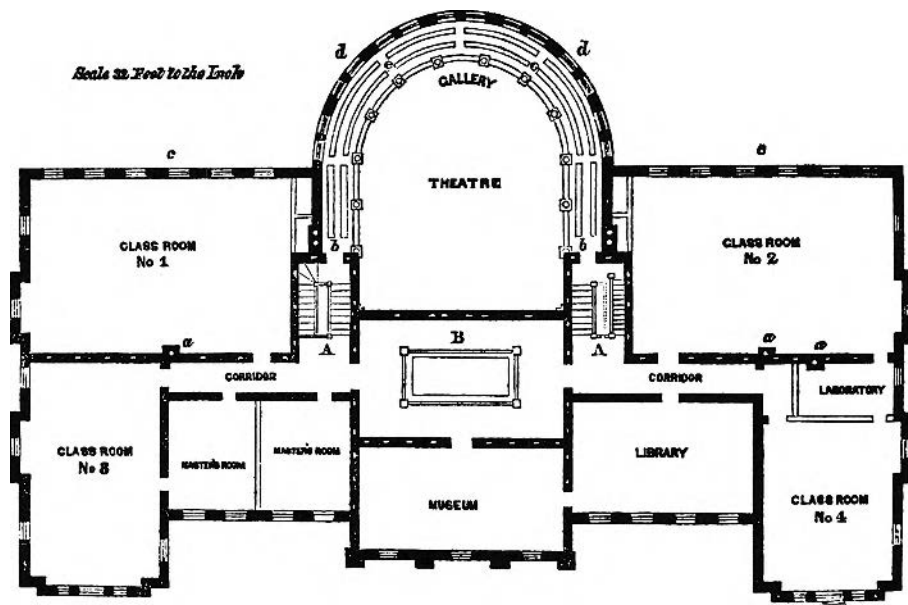 d
d
Scale 32 Feet to the Inch
GALLERY
c
c
THEATRE
CLASS ROOM
No 1
b
b
CLASS ROOM
No 2
a
A
B
A
a
a
CORRIDOR
CORRIDOR
LABORATORY
CLASS ROOM
No 3
MASTER'S ROOM
MASTER'S ROOM
LIBRARY
MUSEUM
CLASS ROOM
No 4